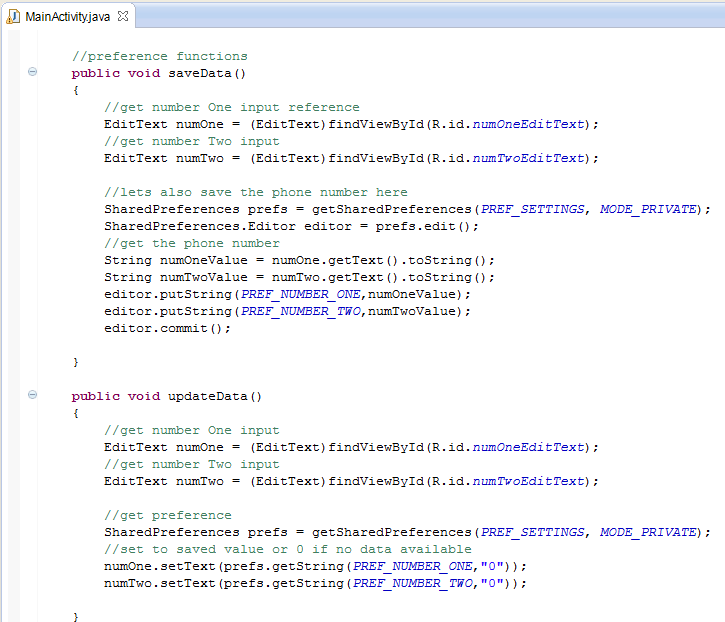 MainActivity.java
//preference functions
public void saveData()
{
//get number One input reference
EditText numOne = (EditText)findViewById(R.id.numOneEditText);
//get number Two input
EditText numTwo = (EditText)findViewById(R.id.numTwoEditText);
//lets also save the phone number here
SharedPreferences prefs = getSharedPreferences(PREF_SETTINGS, MODE_PRIVATE);
SharedPreferences.Editor editor = prefs.edit();
//get the phone number
String numOneValue = numOne.getText().toString();
String numTwoValue = numTwo.getText().toString();
editor.putString(PREF_NUMBER_ONE,numOneValue);
editor.putString(PREF_NUMBER_TWO,numTwoValue);
editor.commit();
}
public void updateData()
{
//get number One input
EditText numOne = (EditText)findViewById(R.id.numOneEditText);
//get number Two input
EditText numTwo = (EditText)findViewById(R.id.numTwoEditText);
//get preference
SharedPreferences prefs = getSharedPreferences(PREF_SETTINGS, MODE_PRIVATE);
//set to saved value or 0 if no data available
numOne.setText(prefs.getString(PREF_NUMBER_ONE,"0"));
numTwo.setText(prefs.getString(PREF_NUMBER_TWO,"0"));
}